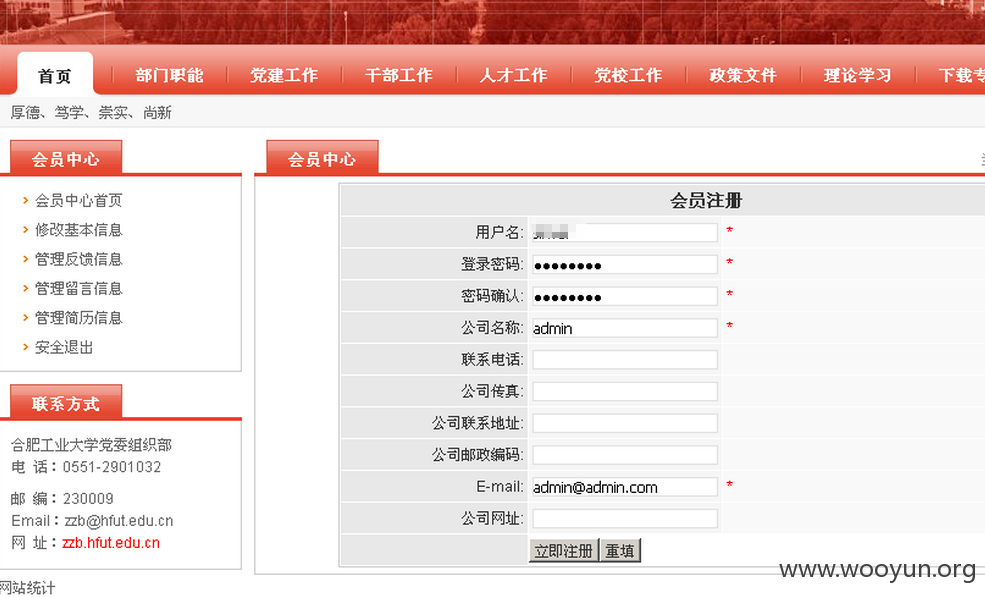 首页 部门职能 党建工作 干部工作 人才工作 党校工作 政策文件 理论学习 下载专
厚德、笃学、崇实、尚新
会员中心
会员中心首页
修改基本信息
管理反馈信息
管理留言信息
管理简历信息
安全退出
联系方式
合肥工业大学党委组织部
电 话：0551-2901032
邮 编：230009
Email：zzb@hfut.edu.cn
网 址：zzb.hfut.edu.cn
网站统计
会员中心
会员注册
用户名: *
登录密码: ●●●●●●●● *
密码确认: ●●●●●●●● *
公司名称: admin *
联系电话:
公司传真:
公司联系地址:
公司邮政编码:
E-mail: admin@admin.com *
公司网址:
立即注册 重填
www.wooyun.org